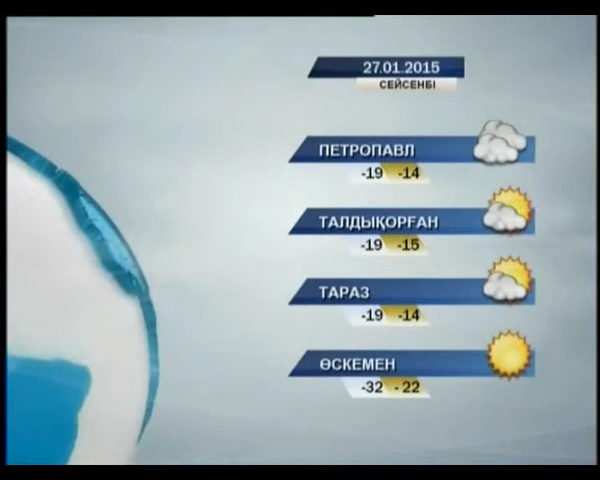 27.01.2015
СЕЙСЕНБІ
ПЕТРОПАВЛ
-19 -14
ТАЛДЫҚОРҒАН
-19 -15
ТАРАЗ
-19 -14
ӨСКЕМЕН
-32 -22